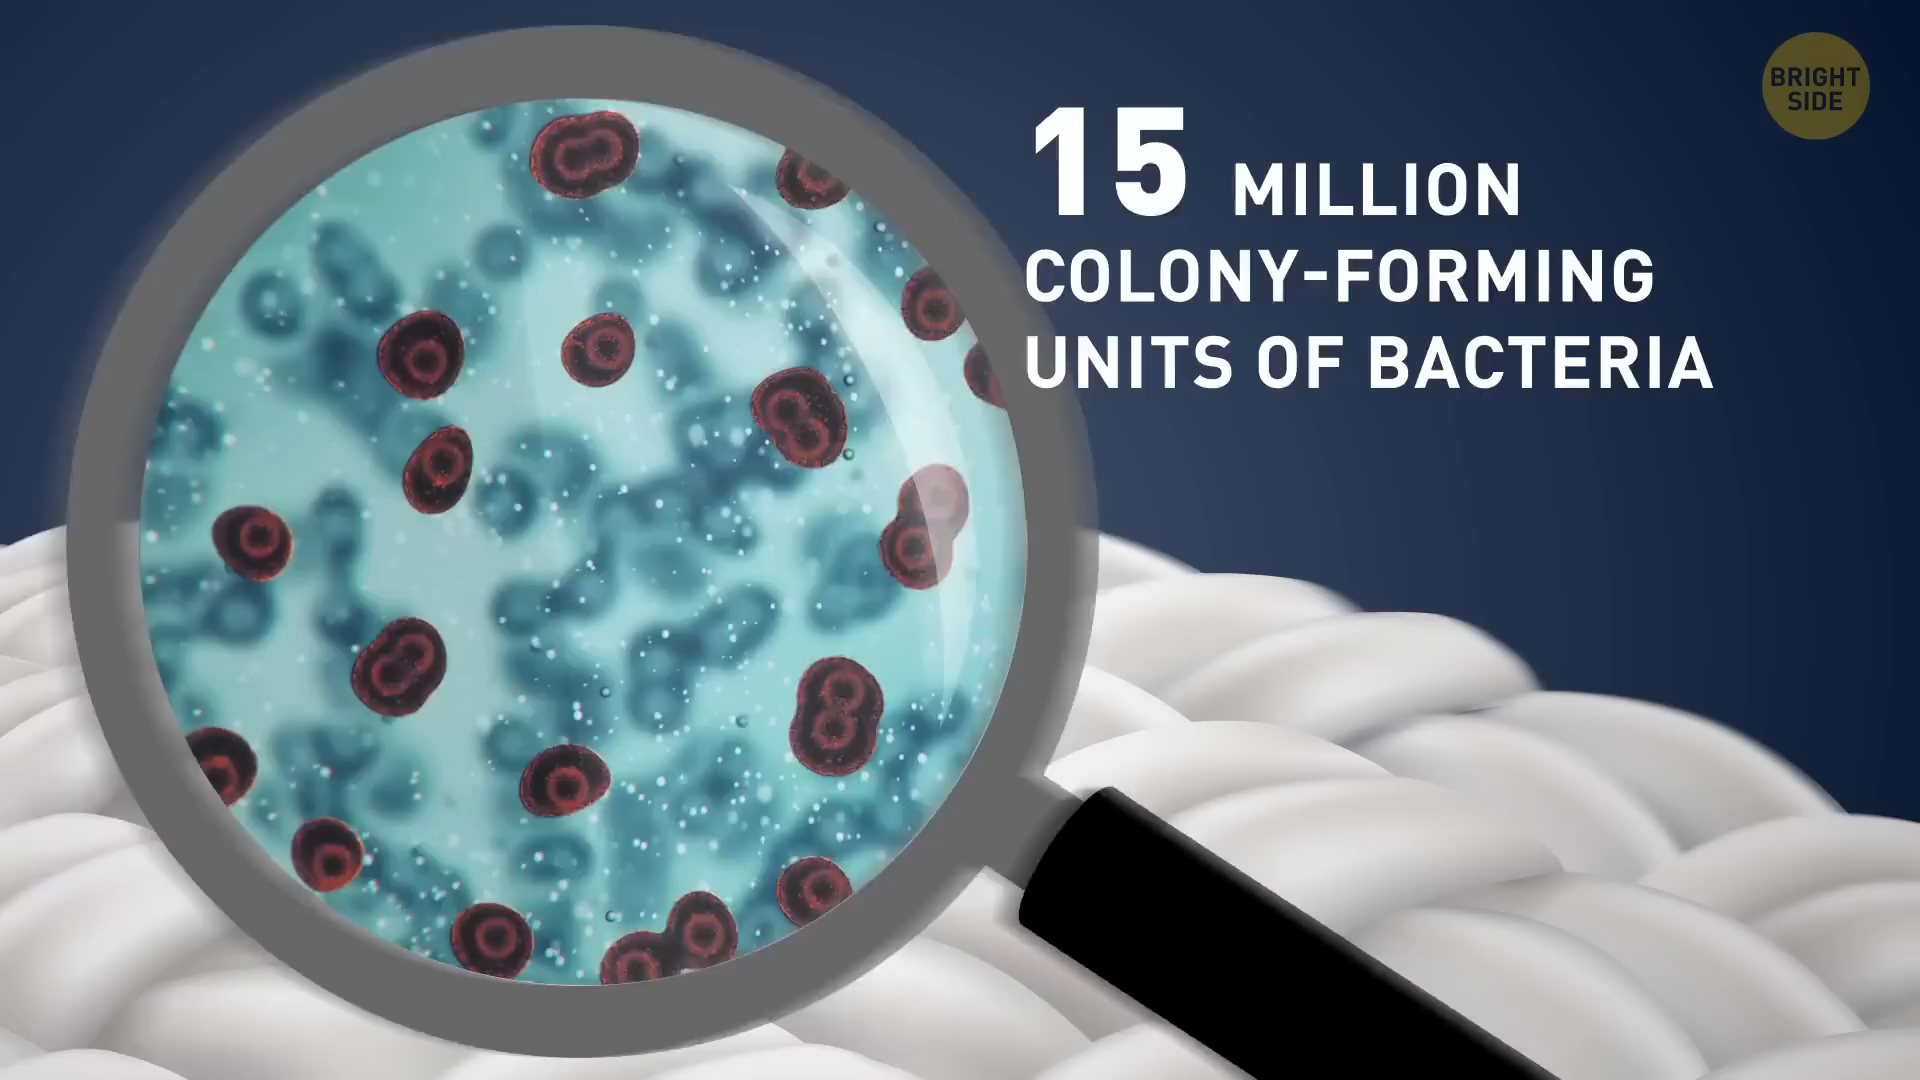 BRIGHT
SIDE
15 MILLION
COLONY-FORMING
UNITS OF BACTERIA